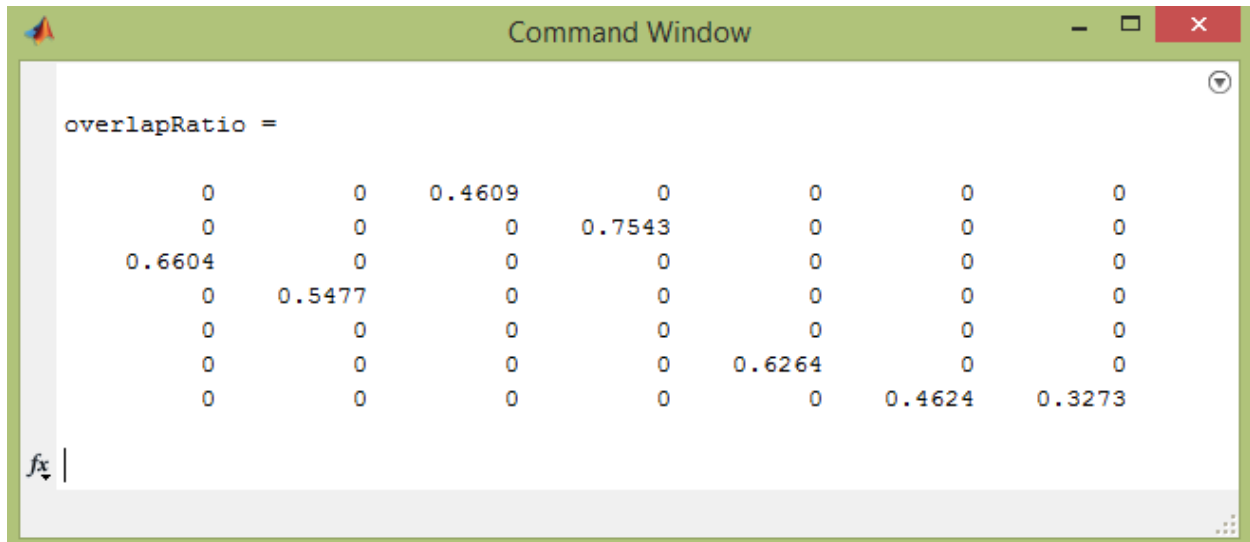 Command Window
overlapRatio =
0 0 0.4609 0 0 0 0
0 0 0 0.7543 0 0 0
0.6604 0 0 0 0 0 0
0 0.5477 0 0 0 0 0
0 0 0 0 0 0 0
0 0 0 0 0.6264 0 0
0 0 0 0 0 0.4624 0.3273
fx